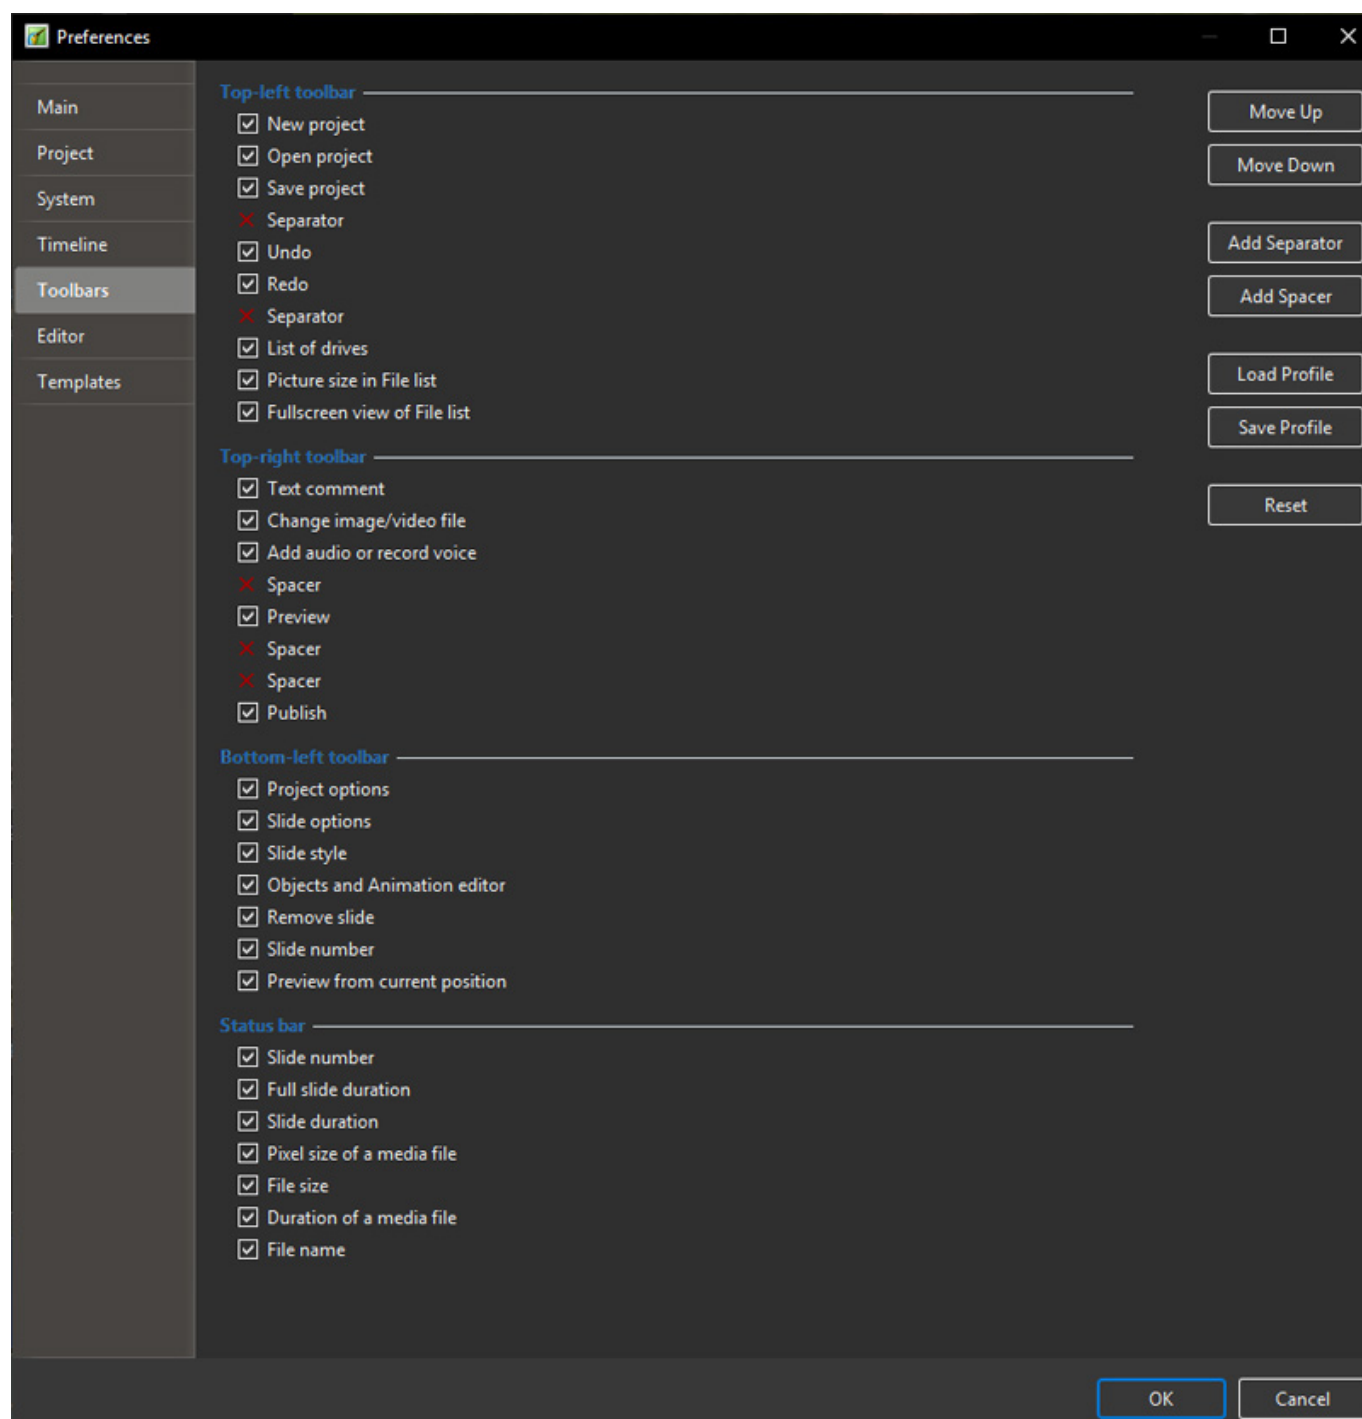 Preferences
Main
Project
System
Timeline
Toolbars
Editor
Templates
Top-left toolbar
New project
Open project
Save project
Separator
Undo
Redo
Separator
List of drives
Picture size in File list
Fullscreen view of File list
Top-right toolbar
Text comment
Change image/video file
Add audio or record voice
Spacer
Preview
Spacer
Spacer
Publish
Bottom-left toolbar
Project options
Slide options
Slide style
Objects and Animation editor
Remove slide
Slide number
Preview from current position
Status bar
Slide number
Full slide duration
Slide duration
Pixel size of a media file
File size
Duration of a media file
File name
Move Up
Move Down
Add Separator
Add Spacer
Load Profile
Save Profile
Reset
OK
Cancel